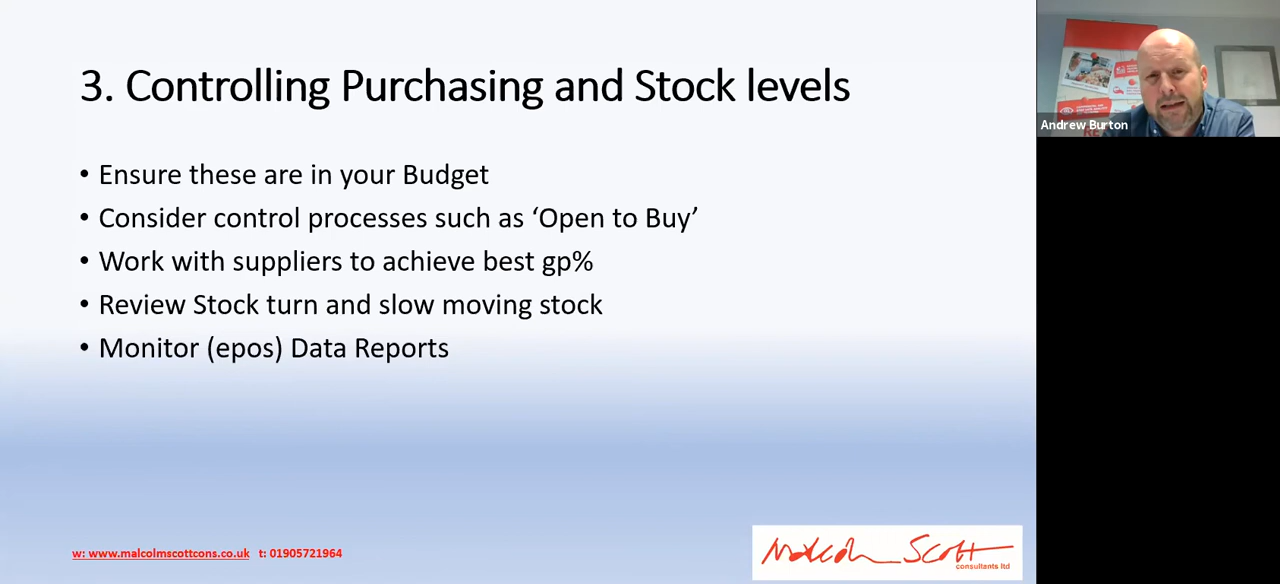 3. Controlling Purchasing and Stock levels
• Ensure these are in your Budget
• Consider control processes such as ‘Open to Buy’
• Work with suppliers to achieve best gp%
• Review Stock turn and slow moving stock
• Monitor (epos) Data Reports
w: www.malcolmscottcons.co.uk t: 01905721964
Malcolm Scott
consultants ltd
Andrew Burton